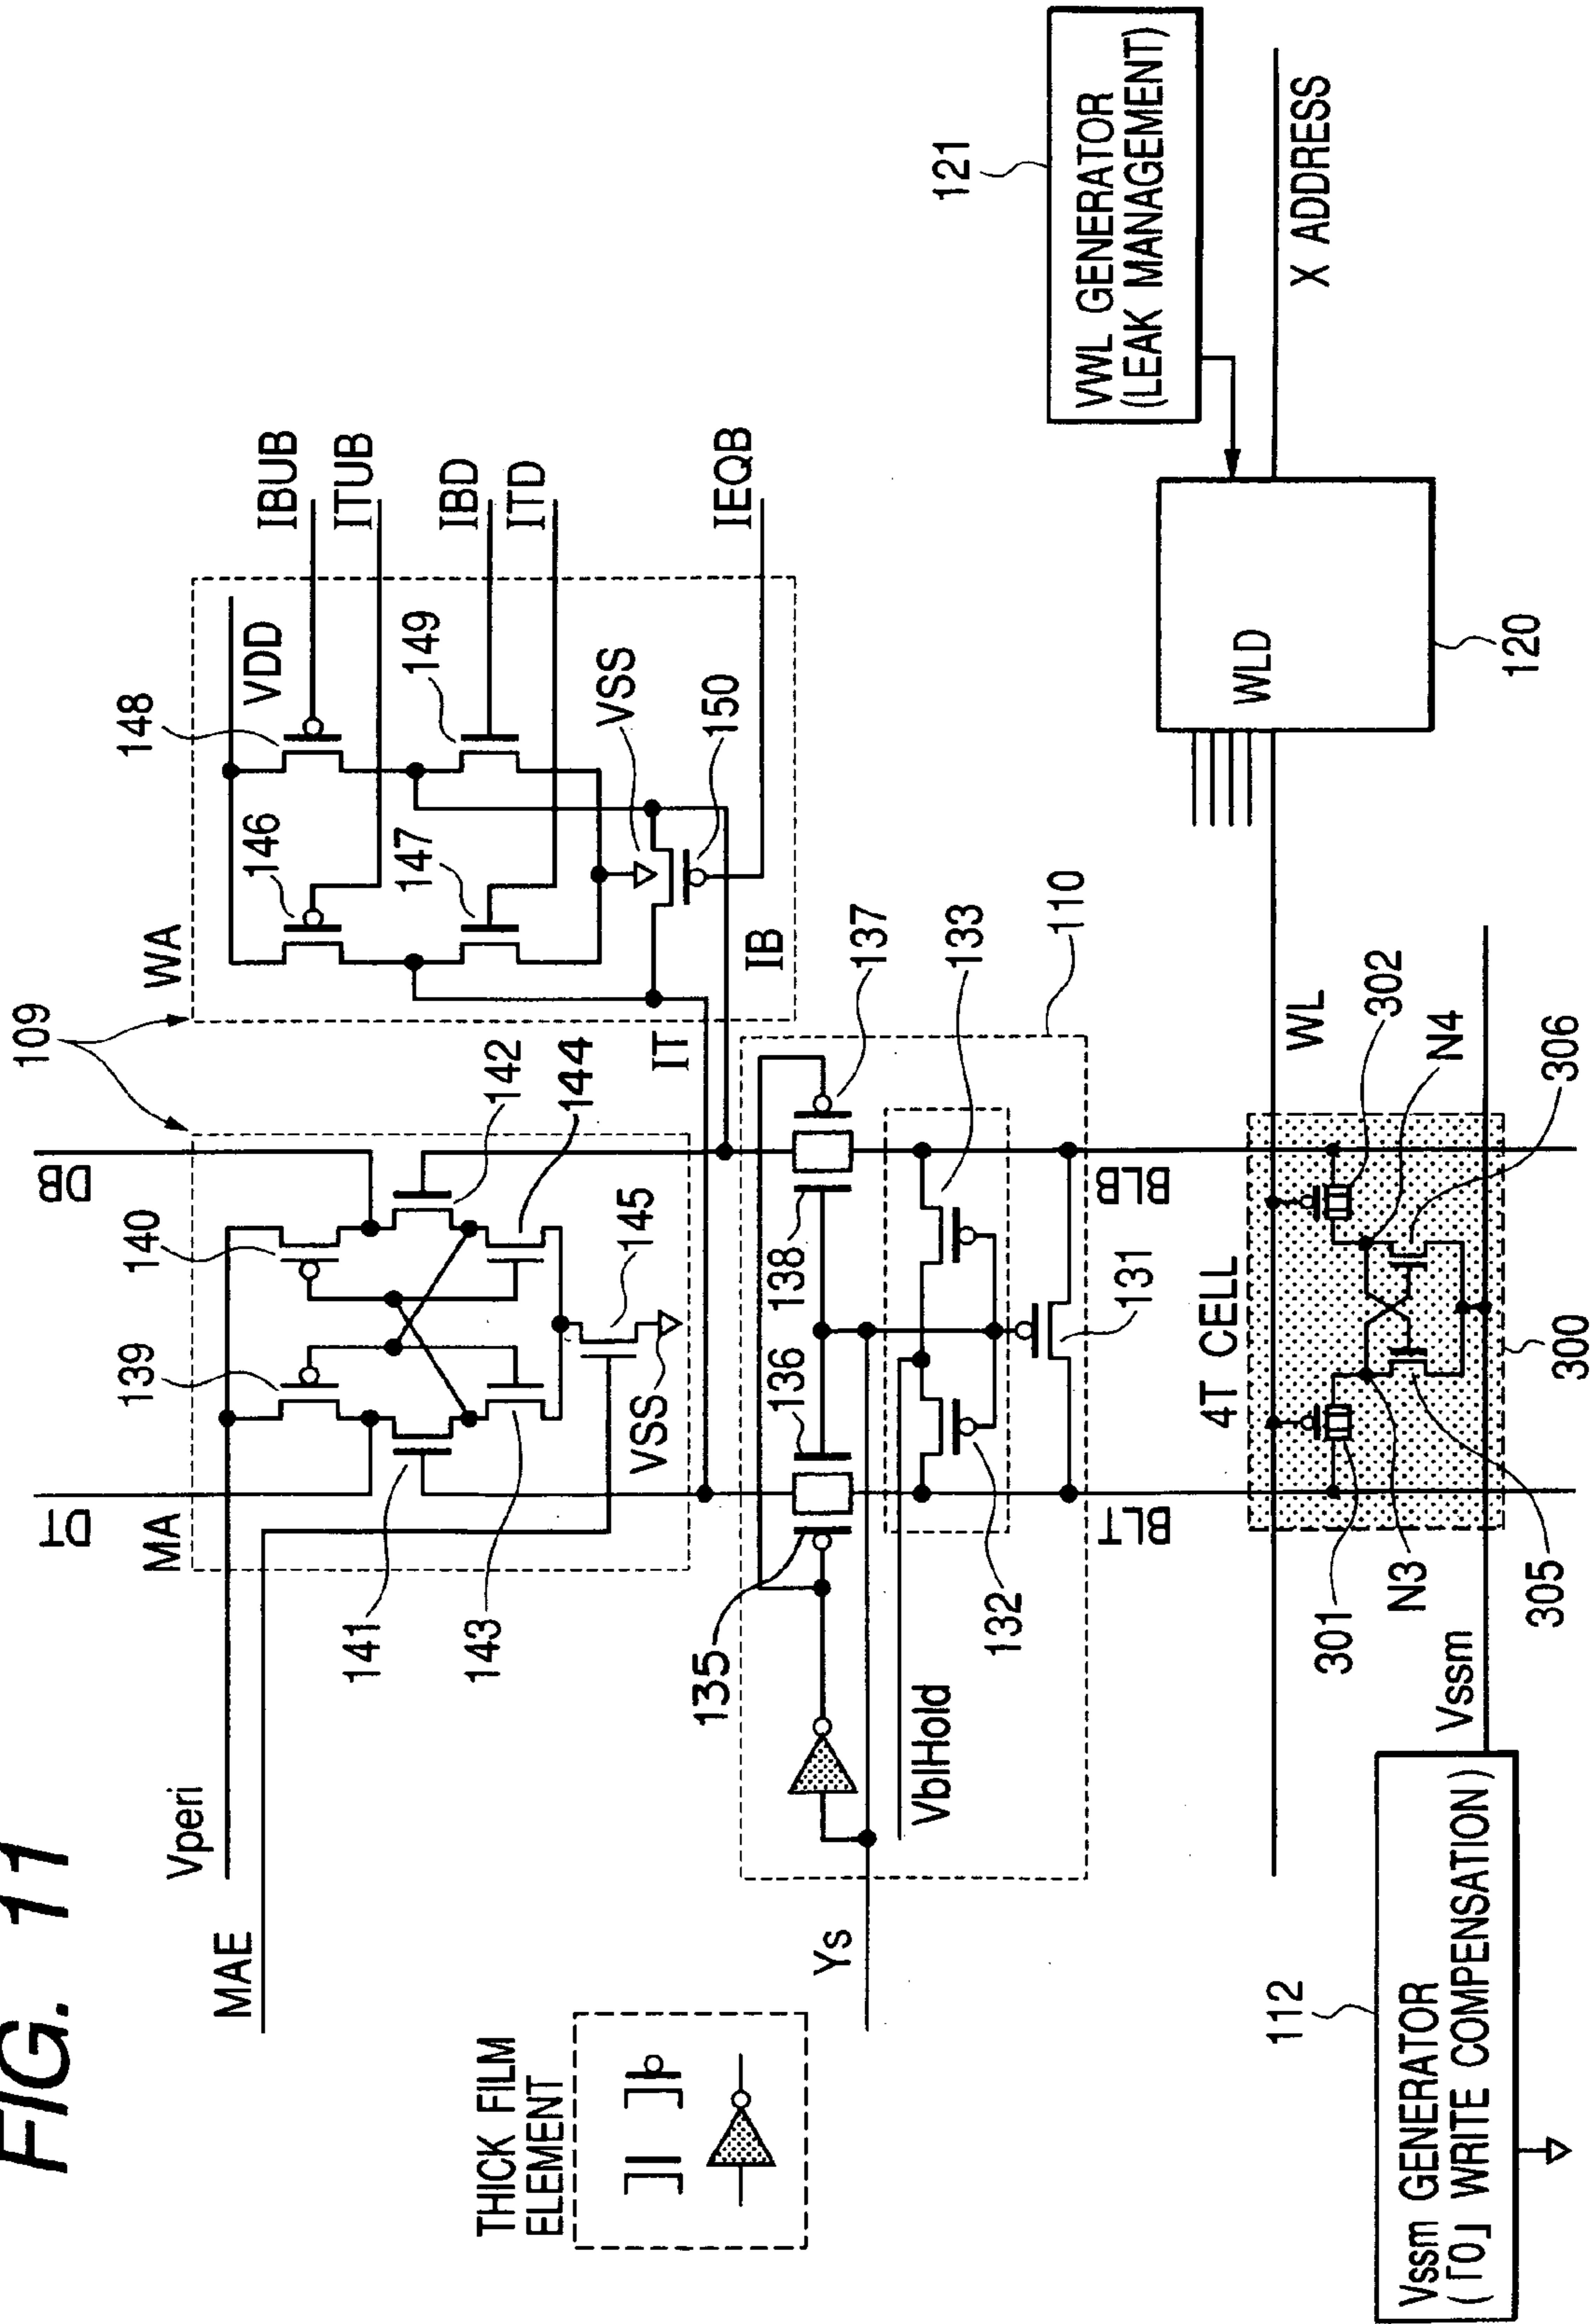 FIG. 11
109
DT
DB
MA
WA
Vperi
MAE
139
140
141
142
143
144
145
VSS
146
148
147
149
VDD
VSS
150
IBUB
ITUB
IBD
ITD
IEQB
IT
IB
THICK FILM
ELEMENT
Ys
135
136
138
137
133
110
VblHold
132
131
BLT
BLB
121
VWL GENERATOR
(LEAK MANAGEMENT)
X ADDRESS
WLD
120
WL
4T CELL
302
N4
306
301
N3
305
300
Vssm
112
Vssm GENERATOR
(「0」 WRITE COMPENSATION)